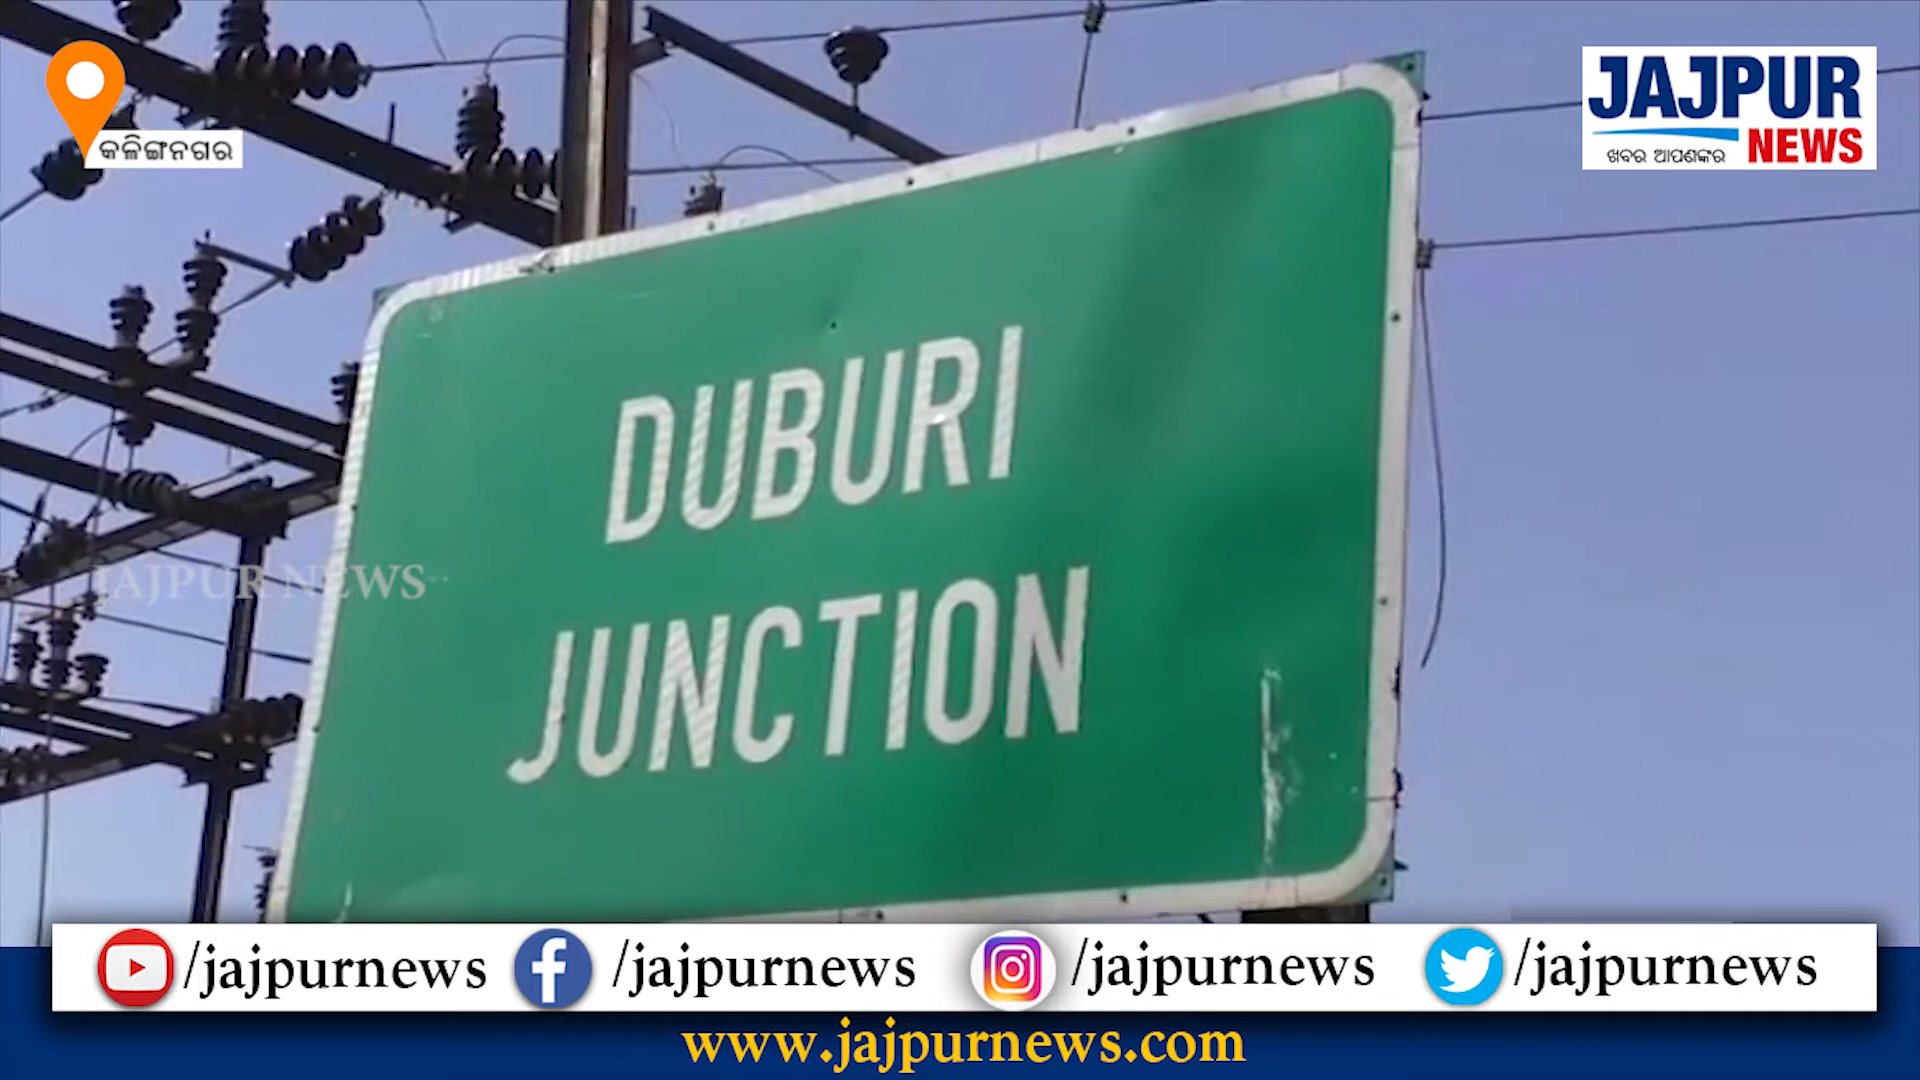 କଳିଙ୍ଗନଗର
JAJPUR
NEWS
ଖବର ଆପଣଙ୍କର
DUBURI
JUNCTION
JAJPUR NEWS
/jajpurnews /jajpurnews /jajpurnews /jajpurnews
www.jajpurnews.com